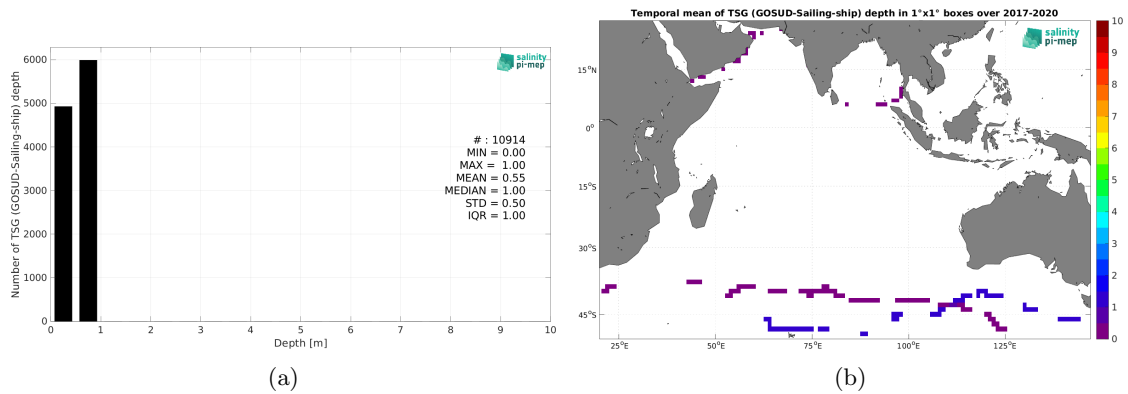 6000
5000
4000
3000
2000
1000
0
Number of TSG (GOSUD-Sailing-ship) depth
0 1 2 3 4 5 6 7 8 9 10
Depth [m]
salinity
pi-mep
# : 10914
MIN = 0.00
MAX = 1.00
MEAN = 0.55
MEDIAN = 1.00
STD = 0.50
IQR = 1.00
(a)
Temporal mean of TSG (GOSUD-Sailing-ship) depth in 1°x1° boxes over 2017-2020
salinity
pi-mep
15°N
0°
15°S
30°S
45°S
25°E 50°E 75°E 100°E 125°E
10
9
8
7
6
5
4
3
2
1
0
(b)